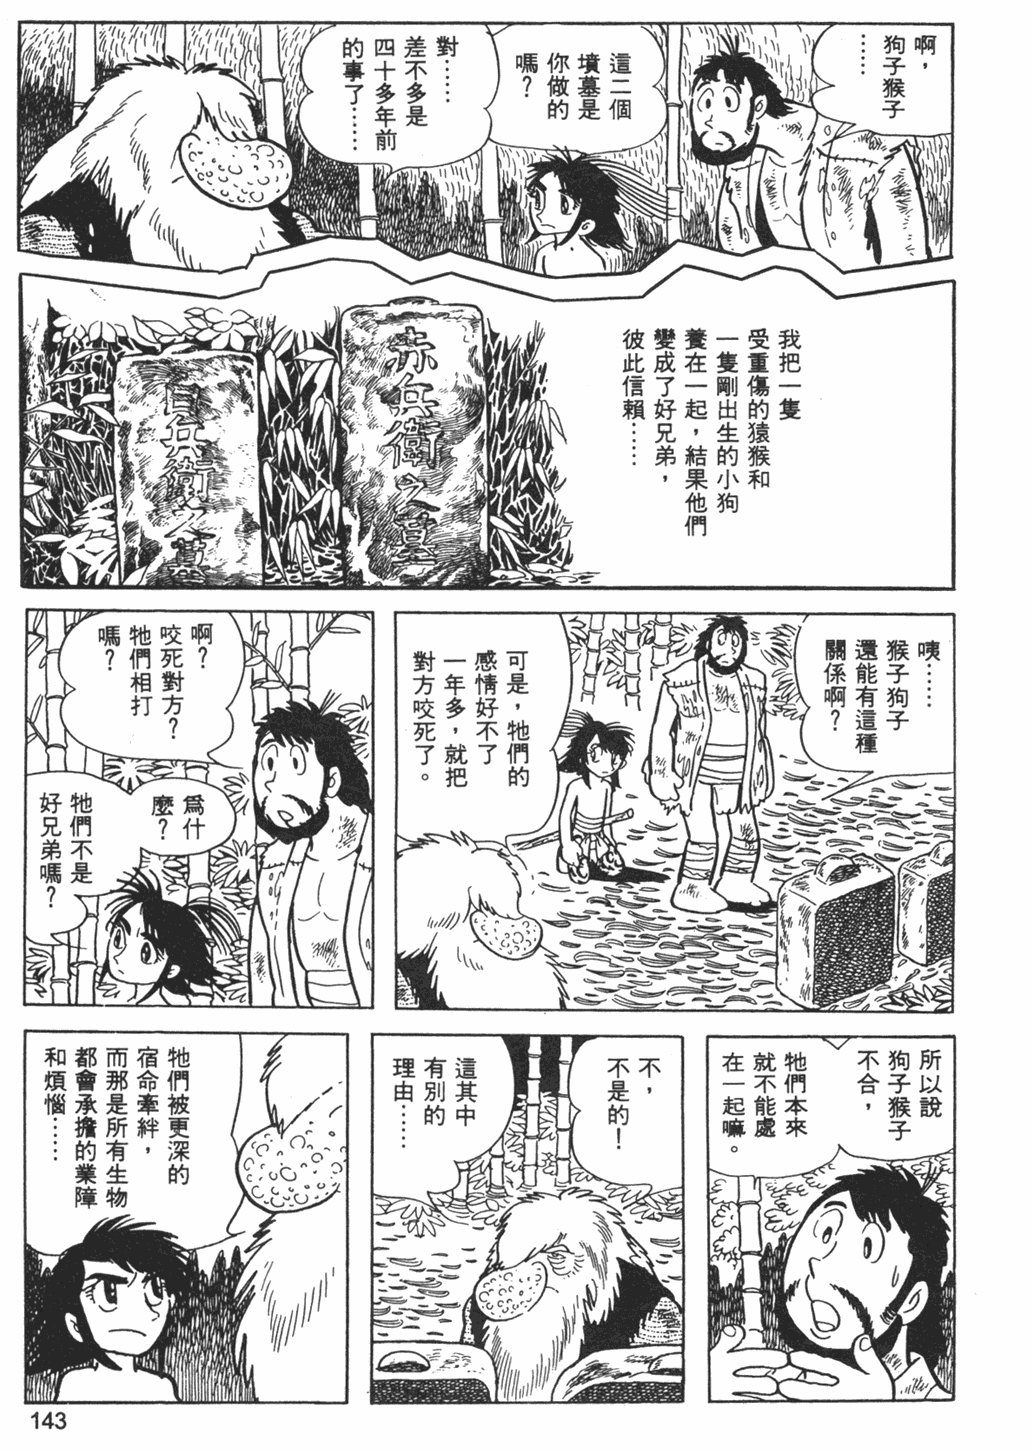 啊，
狗子猴子
……
這二個
墳墓是
你做的
嗎？
對……
差不多是
四十多年前
的事了……
我把一隻
受重傷的猿猴和
一隻剛出生的小狗
養在一起，結果他們
變成了好兄弟，
彼此信賴……
赤兵衛之墓
白兵衛之墓
咦……
猴子狗子
還能有這種
關係啊？
可是，牠們的
感情好不了
一年多，就把
對方咬死了。
啊？
咬死對方？
牠們相打
嗎？
爲什
麼？
牠們不是
好兄弟嗎？
所以說
狗子猴子
不合，
牠們本來
就不能處
在一起嘛。
不，
不是的！
這其中
有別的
理由……
牠們被更深的
宿命牽絆，
而那是所有生物
都會承擔的業障
和煩惱……
143